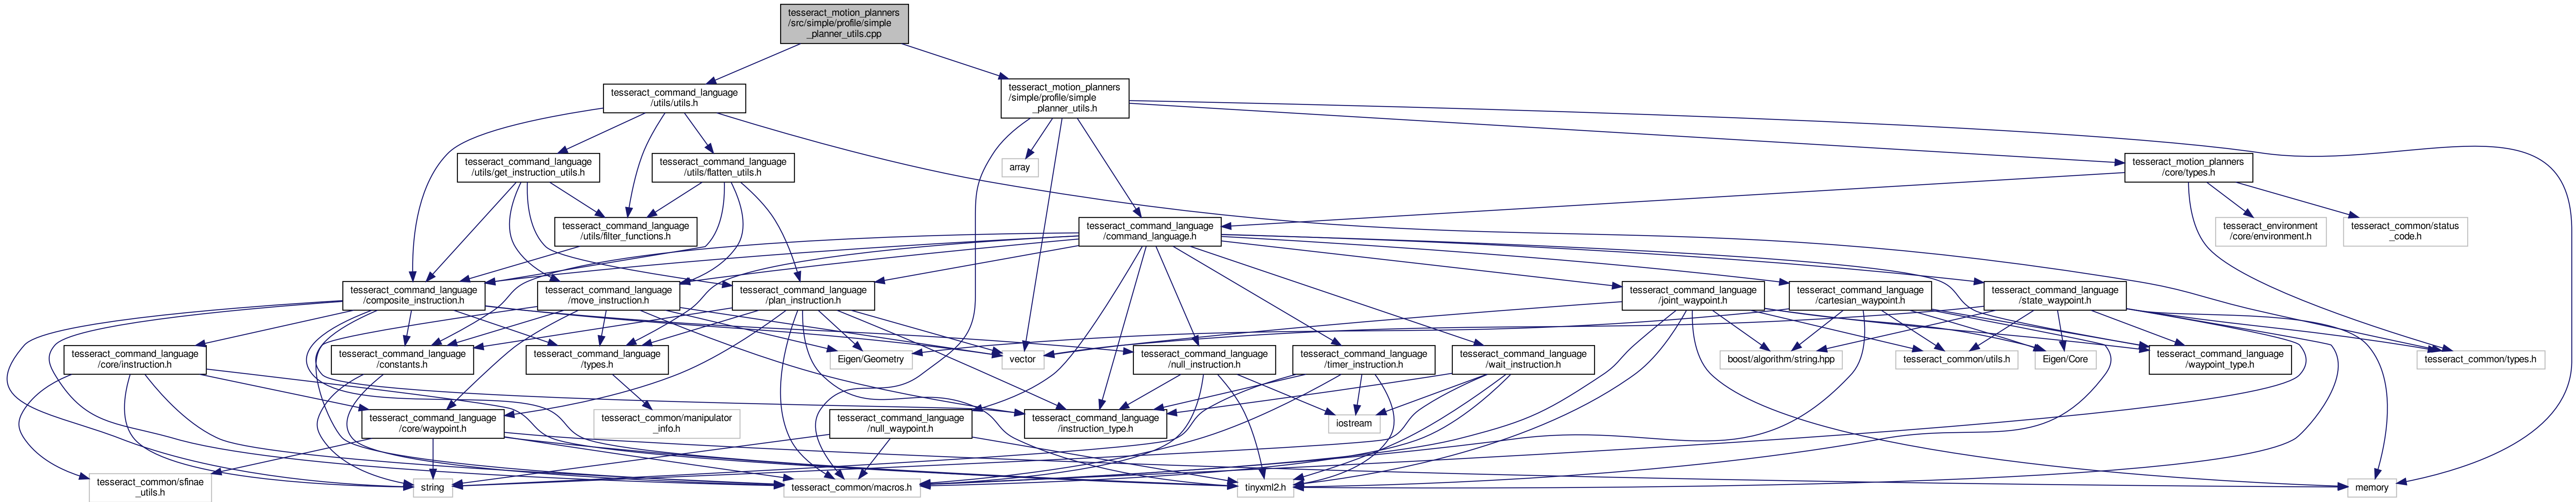 tesseract_motion_planners
/src/simple/profile/simple
_planner_utils.cpp
tesseract_command_language
/utils/utils.h
tesseract_motion_planners
/simple/profile/simple
_planner_utils.h
tesseract_command_language
/utils/get_instruction_utils.h
tesseract_command_language
/utils/flatten_utils.h
array
tesseract_motion_planners
/core/types.h
tesseract_command_language
/utils/filter_functions.h
tesseract_command_language
/command_language.h
tesseract_environment
/core/environment.h
tesseract_common/status
_code.h
tesseract_command_language
/composite_instruction.h
tesseract_command_language
/move_instruction.h
tesseract_command_language
/plan_instruction.h
tesseract_command_language
/joint_waypoint.h
tesseract_command_language
/cartesian_waypoint.h
tesseract_command_language
/state_waypoint.h
tesseract_command_language
/core/instruction.h
tesseract_command_language
/constants.h
tesseract_command_language
/types.h
Eigen/Geometry
vector
tesseract_command_language
/null_instruction.h
tesseract_command_language
/timer_instruction.h
tesseract_command_language
/wait_instruction.h
boost/algorithm/string.hpp
tesseract_common/utils.h
Eigen/Core
tesseract_command_language
/waypoint_type.h
tesseract_common/types.h
tesseract_command_language
/core/waypoint.h
tesseract_common/manipulator
_info.h
tesseract_command_language
/null_waypoint.h
tesseract_command_language
/instruction_type.h
iostream
tesseract_common/sfinae
_utils.h
string
tesseract_common/macros.h
tinyxml2.h
memory